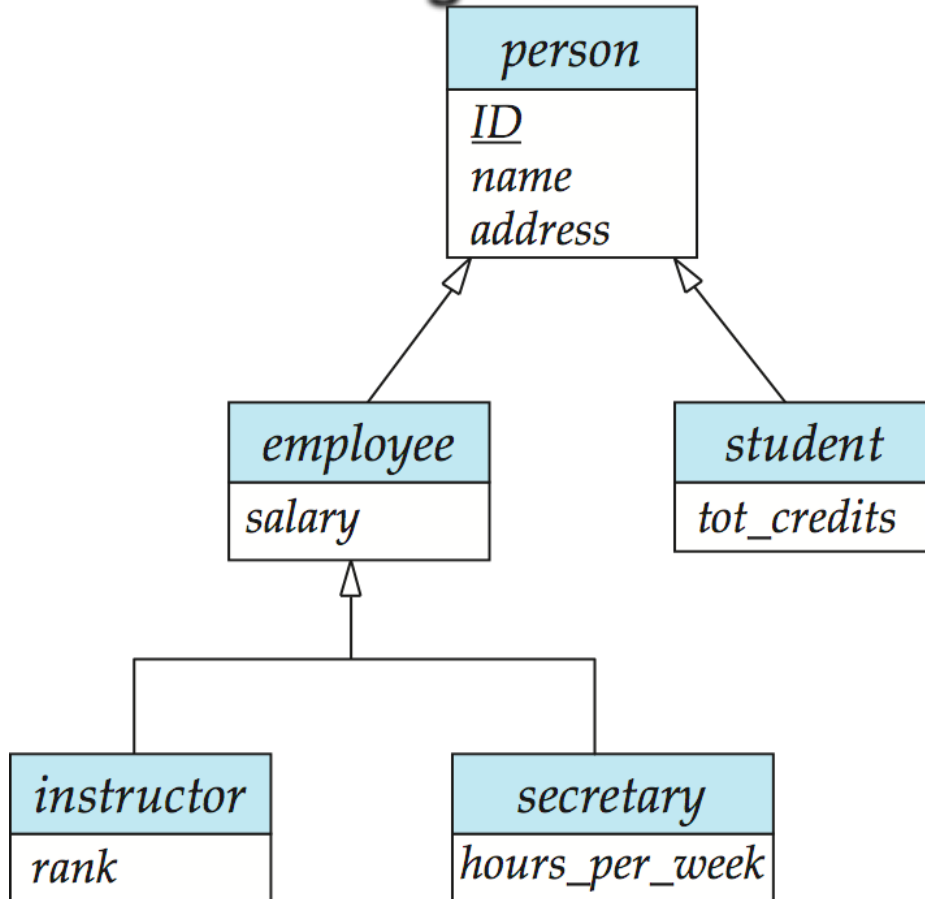 person
ID
name
address
employee
salary
student
tot_credits
instructor
rank
secretary
hours_per_week